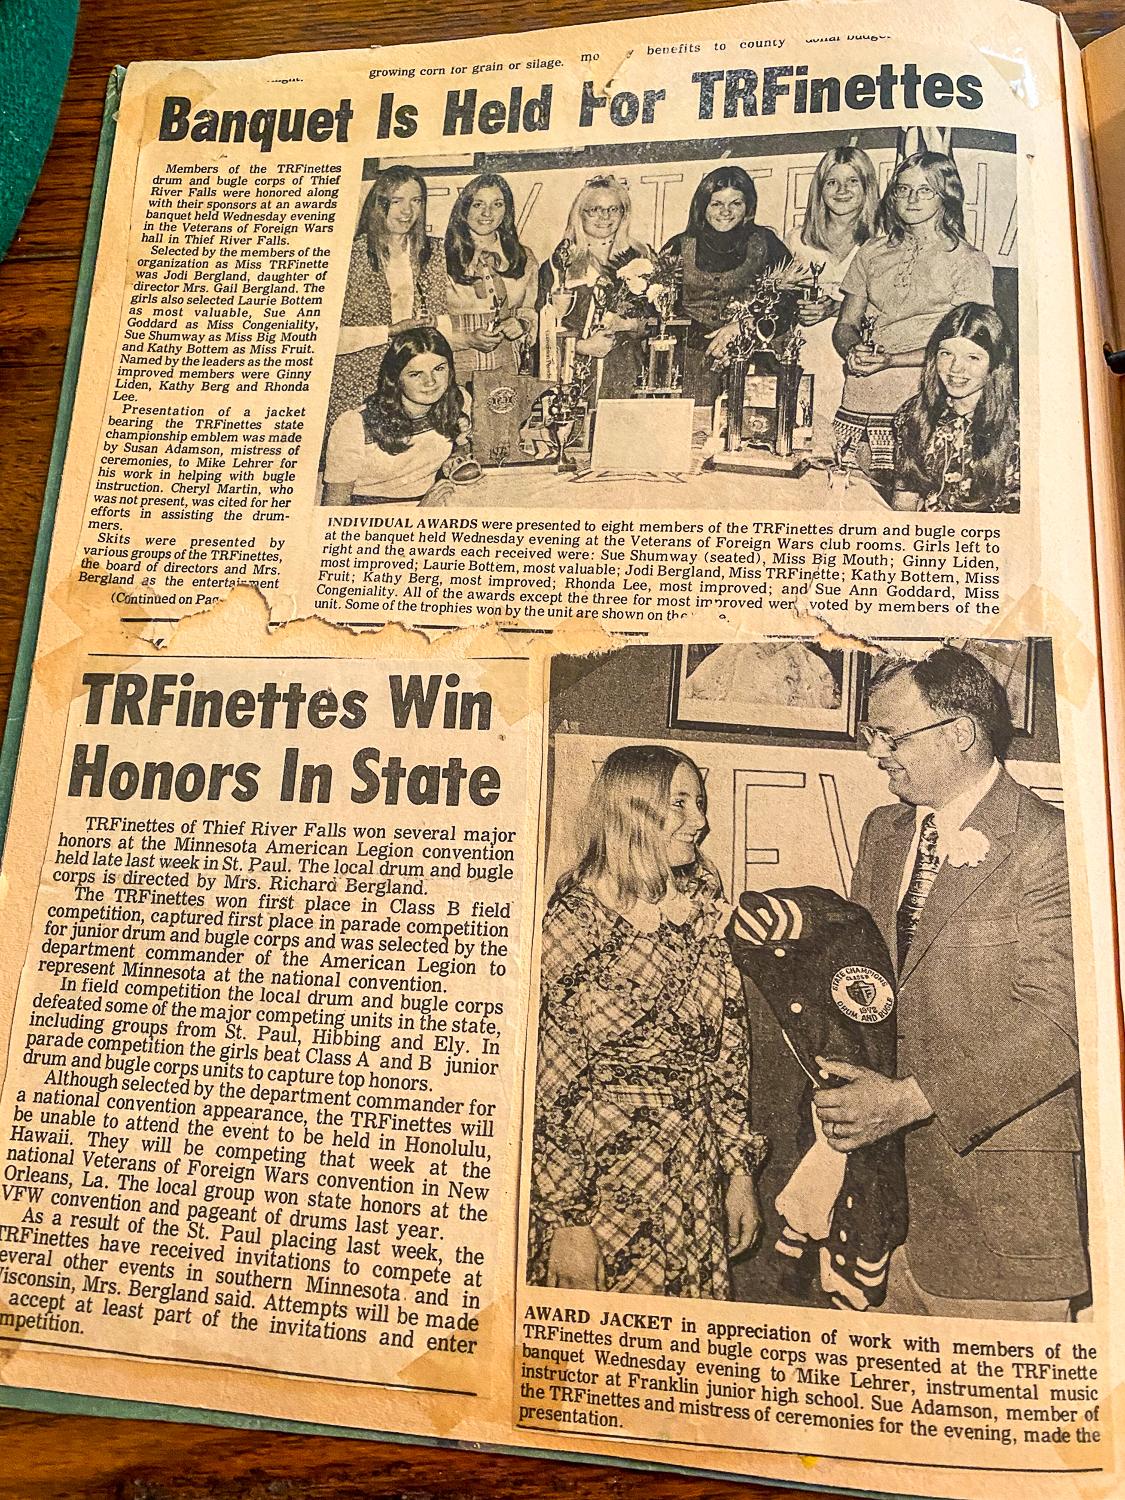 growing corn for grain or silage.
mo
benefits to county
Banquet Is Held For TRFinettes
Members of the TRFinettes
drum and bugle corps of Thief
River Falls were honored along
with their sponsors at an awards
banquet held Wednesday evening
in the Veterans of Foreign Wars
hall in Thief River Falls.
Selected by the members of the
organization as Miss TRFinette
was Jodi Bergland, daughter of
director Mrs. Gail Bergland. The
girls also selected Laurie Bottem
as most valuable, Sue Ann
Goddard as Miss Congeniality,
Sue Shumway as Miss Big Mouth
and Kathy Bottem as Miss Fruit.
Named by the leaders as the most
improved members were Ginny
Liden, Kathy Berg and Rhonda
Lee.
Presentation of a jacket
bearing the TRFinettes state
championship emblem was made
by Susan Adamson, mistress of
ceremonies, to Mike Lehrer for
his work in helping with bugle
instruction. Cheryl Martin, who
was not present, was cited for her
efforts in assisting the drum-
mers.
Skits were presented by
various groups of the TRFinettes,
the board of directors and Mrs.
Bergland as the entertainment
(Continued on Pag
INDIVIDUAL AWARDS were presented to eight members of the TRFinettes drum and bugle corps
at the banquet held Wednesday evening at the Veterans of Foreign Wars club rooms. Girls left to
right and the awards each received were: Sue Shumway (seated), Miss Big Mouth; Ginny Liden,
most improved; Laurie Bottem, most valuable; Jodi Bergland, Miss TRFinette; Kathy Bottem, Miss
Fruit; Kathy Berg, most improved; Rhonda Lee, most improved; and Sue Ann Goddard, Miss
Congeniality. All of the awards except the three for most improved were voted by members of the
unit. Some of the trophies won by the unit are shown on the
TRFinettes Win
Honors In State
TRFinettes of Thief River Falls won several major
honors at the Minnesota American Legion convention
held late last week in St. Paul. The local drum and bugle
corps is directed by Mrs. Richard Bergland.
The TRFinettes won first place in Class B field
competition, captured first place in parade competition
for junior drum and bugle corps and was selected by the
department commander of the American Legion to
represent Minnesota at the national convention.
In field competition the local drum and bugle corps
defeated some of the major competing units in the state,
including groups from St. Paul, Hibbing and Ely. In
parade competition the girls beat Class A and B junior
drum and bugle corps units to capture top honors.
Although selected by the department commander for
a national convention appearance, the TRFinettes will
be unable to attend the event to be held in Honolulu,
Hawaii. They will be competing that week at the
national Veterans of Foreign Wars convention in New
Orleans, La. The local group won state honors at the
VFW convention and pageant of drums last year.
As a result of the St. Paul placing last week, the
TRFinettes have received invitations to compete at
everal other events in southern Minnesota and in
isconsin, Mrs. Bergland said. Attempts will be made
accept at least part of the invitations and enter
mpetition.
STATE CHAMPIONS
CLASS B
1972
DRUM AND BUGLE
AWARD JACKET in appreciation of work with members of the
TRFinettes drum and bugle corps was presented at the TRFinette
banquet Wednesday evening to Mike Lehrer, instrumental music
instructor at Franklin junior high school. Sue Adamson, member of
the TRFinettes and mistress of ceremonies for the evening, made the
presentation.